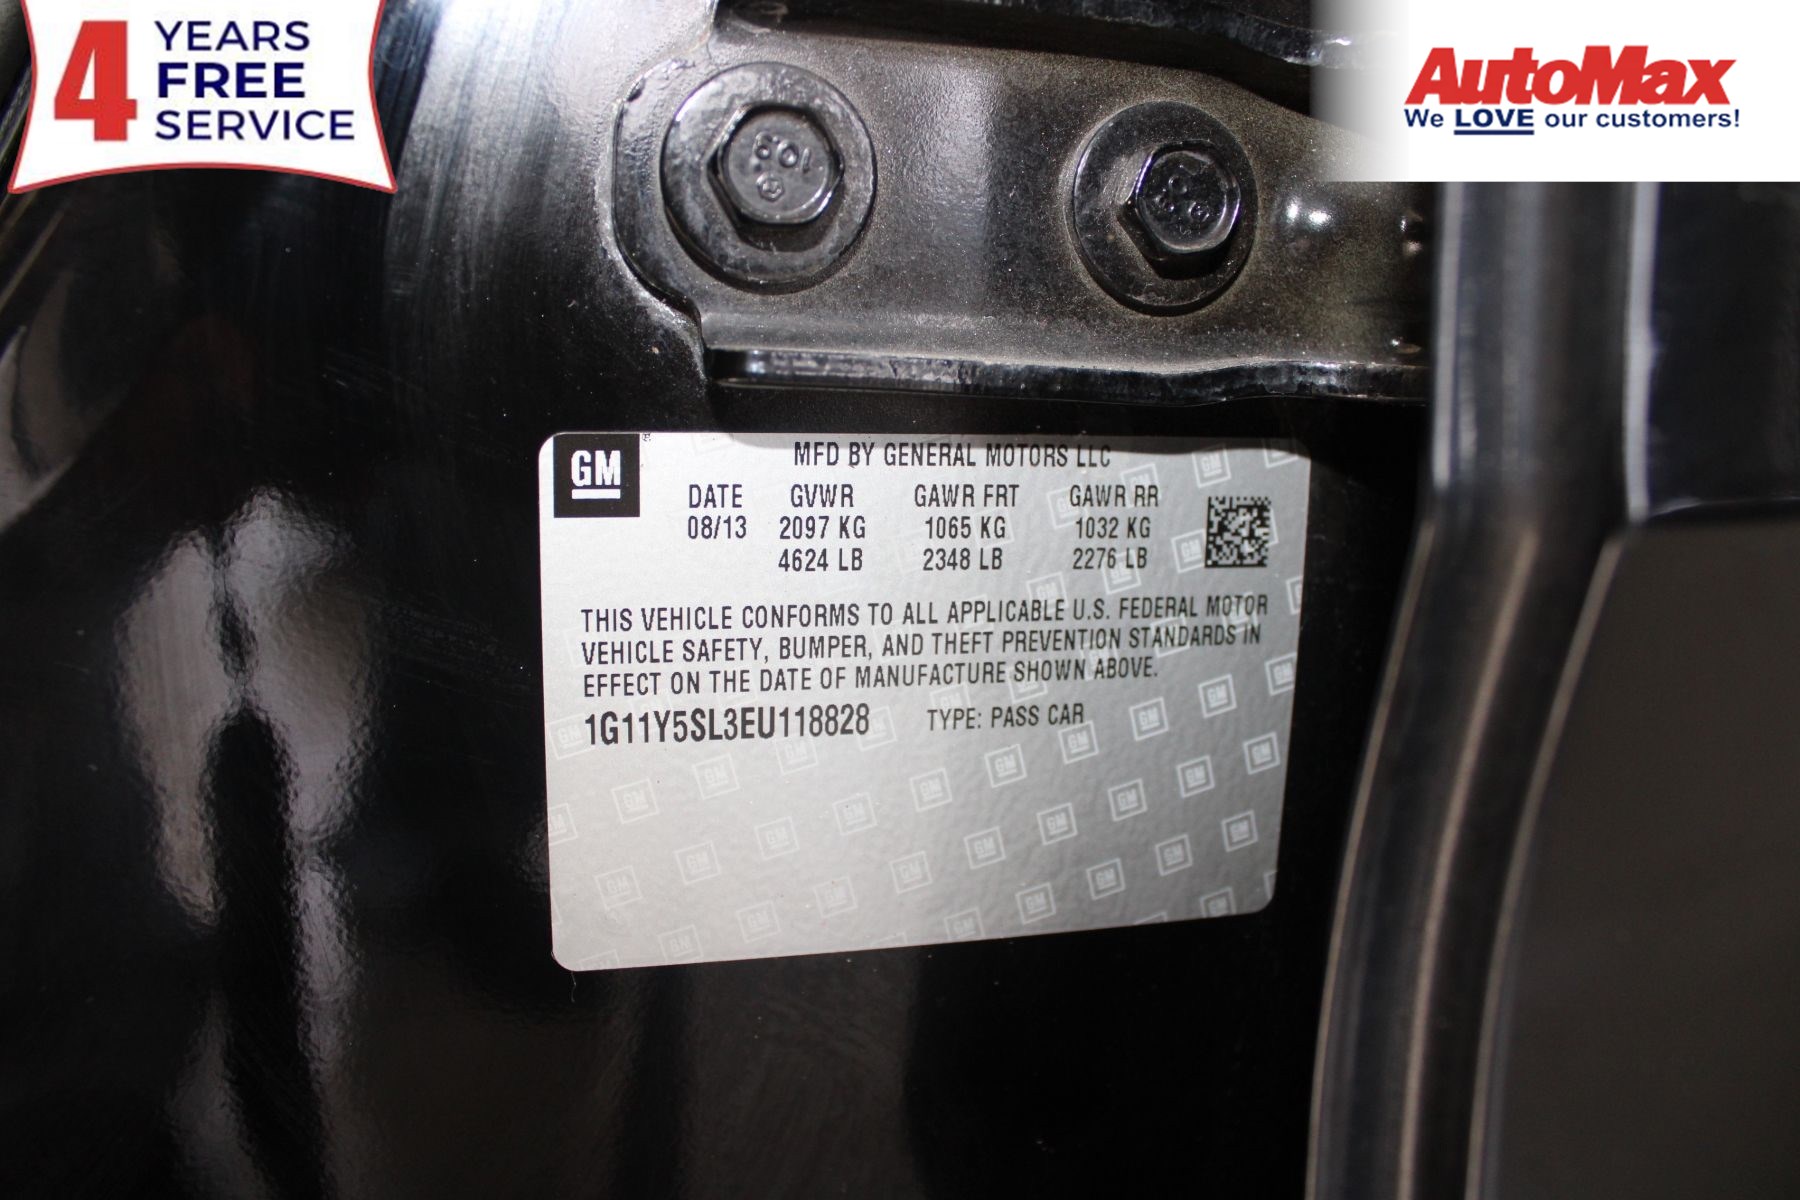 4 YEARS
FREE
SERVICE
AutoMax
We LOVE our customers!
GM
MFD BY GENERAL MOTORS LLC
DATE GVWR GAWR FRT GAWR RR
08/13 2097 KG 1065 KG 1032 KG
4624 LB 2348 LB 2276 LB
THIS VEHICLE CONFORMS TO ALL APPLICABLE U.S. FEDERAL MOTOR
VEHICLE SAFETY, BUMPER, AND THEFT PREVENTION STANDARDS IN
EFFECT ON THE DATE OF MANUFACTURE SHOWN ABOVE.
1G11Y5SL3EU118828 TYPE: PASS CAR